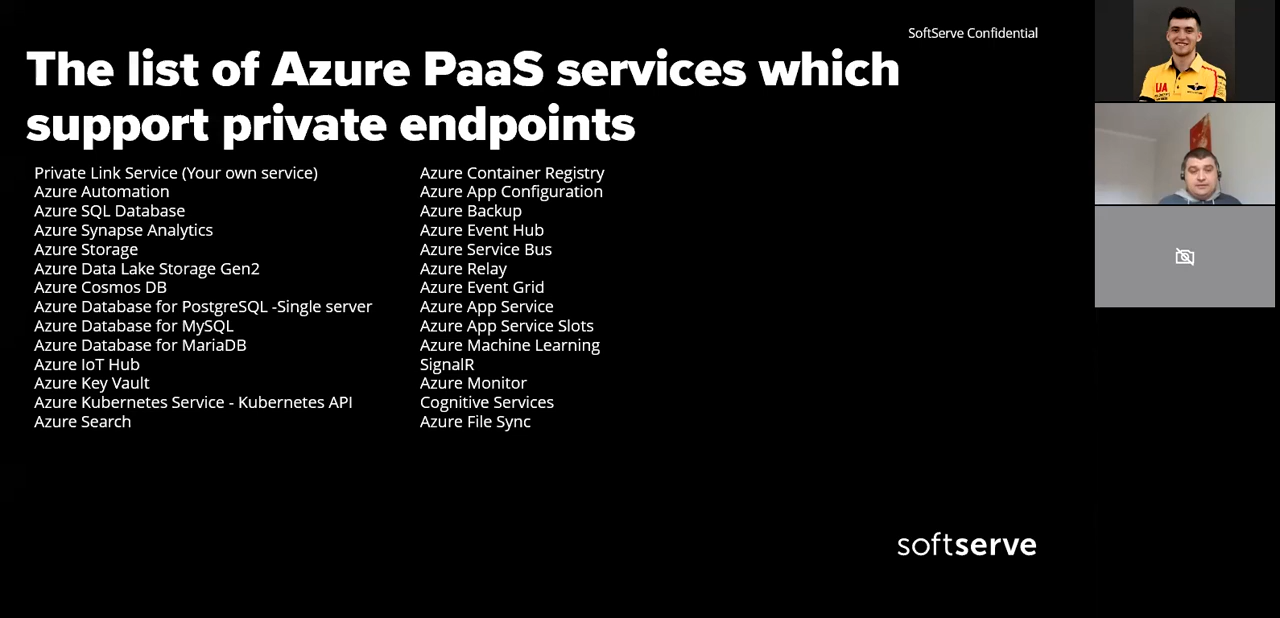 SoftServe Confidential
The list of Azure PaaS services which
support private endpoints
Private Link Service (Your own service)
Azure Automation
Azure SQL Database
Azure Synapse Analytics
Azure Storage
Azure Data Lake Storage Gen2
Azure Cosmos DB
Azure Database for PostgreSQL -Single server
Azure Database for MySQL
Azure Database for MariaDB
Azure IoT Hub
Azure Key Vault
Azure Kubernetes Service - Kubernetes API
Azure Search
Azure Container Registry
Azure App Configuration
Azure Backup
Azure Event Hub
Azure Service Bus
Azure Relay
Azure Event Grid
Azure App Service
Azure App Service Slots
Azure Machine Learning
SignalR
Azure Monitor
Cognitive Services
Azure File Sync
softserve
UA